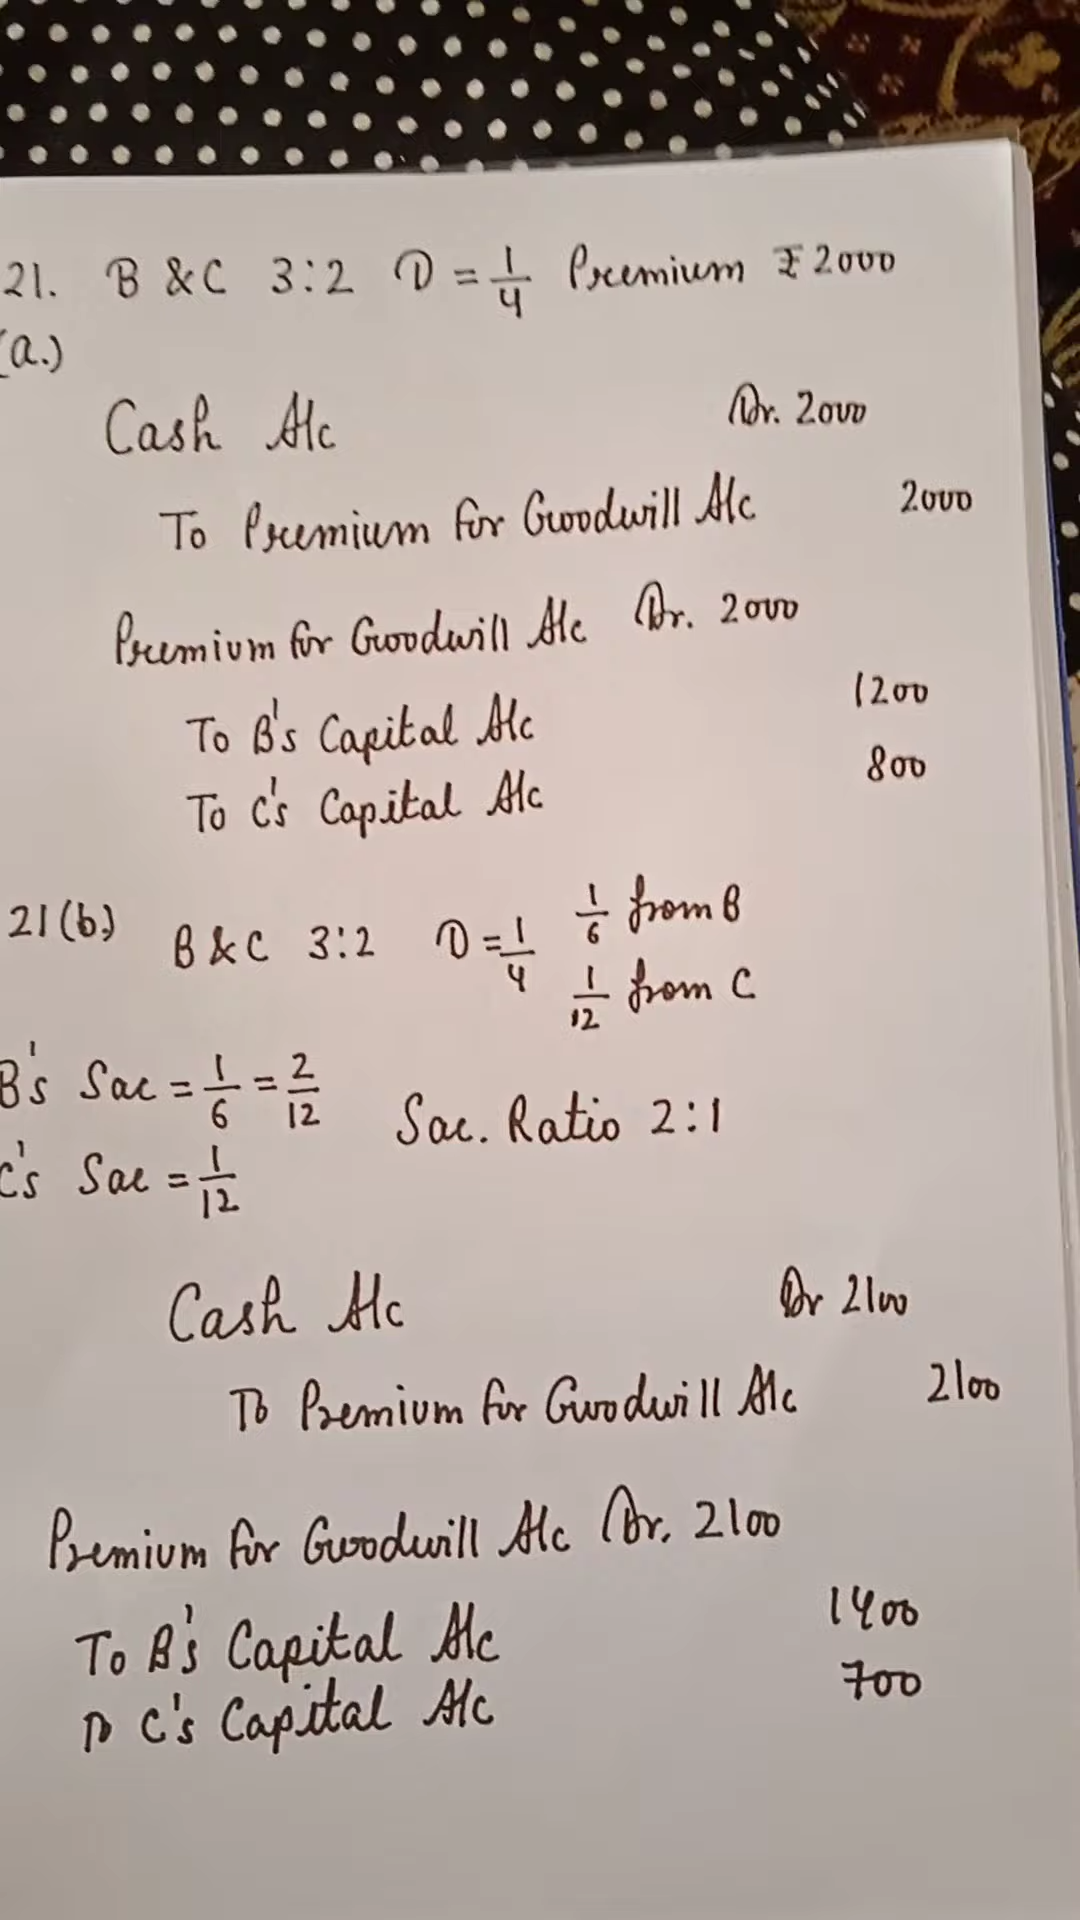 21. B & C 3:2 D = 1/4 Premium ₹ 2000
(a.)
Cash A/c Dr. 2000
To Premium for Goodwill A/c 2000
Premium for Goodwill A/c Dr. 2000
To B's Capital A/c 1200
To C's Capital A/c 800
21(b) B & C 3:2 D = 1/4 1/6 from B
1/12 from C
B's Sac = 1/6 = 2/12 Sac. Ratio 2:1
C's Sac = 1/12
Cash A/c Dr 2100
To Premium for Goodwill A/c 2100
Premium for Goodwill A/c Dr. 2100
To B's Capital A/c 1400
To C's Capital A/c 700